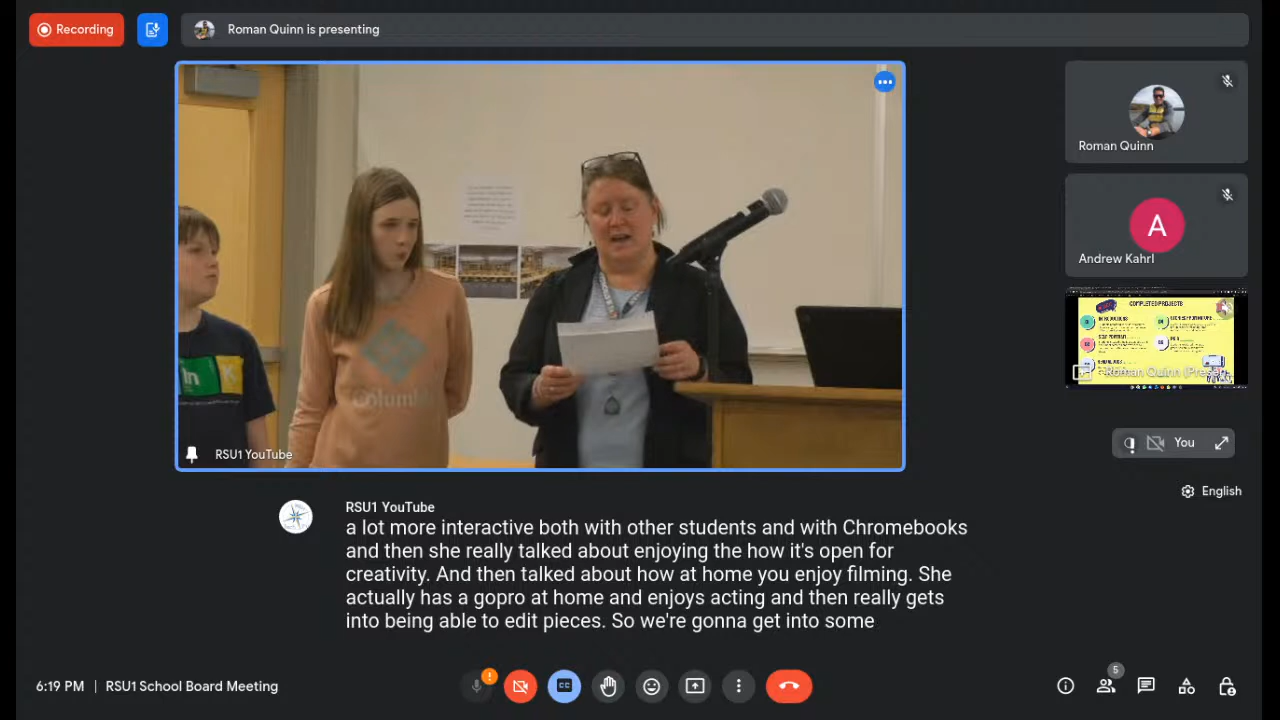 Recording
Roman Quinn is presenting
Roman Quinn
A
Andrew Kahrl
COMPLETED PROJECTS
in K
Columbia
RSU1 YouTube
You
English
RSU1 YouTube
a lot more interactive both with other students and with Chromebooks
and then she really talked about enjoying the how it's open for
creativity. And then talked about how at home you enjoy filming. She
actually has a gopro at home and enjoys acting and then really gets
into being able to edit pieces. So we're gonna get into some
6:19 PM | RSU1 School Board Meeting
CC
5